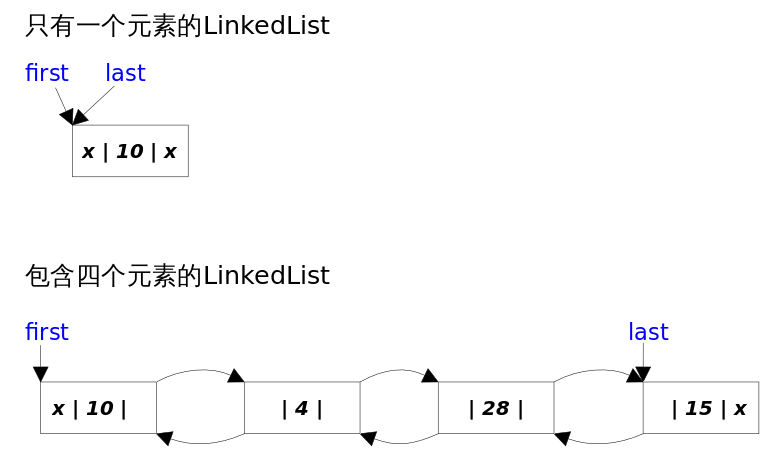 只有一个元素的LinkedList
first last
x | 10 | x
包含四个元素的LinkedList
first last
x | 10 | | 4 | | 28 | | 15 | x